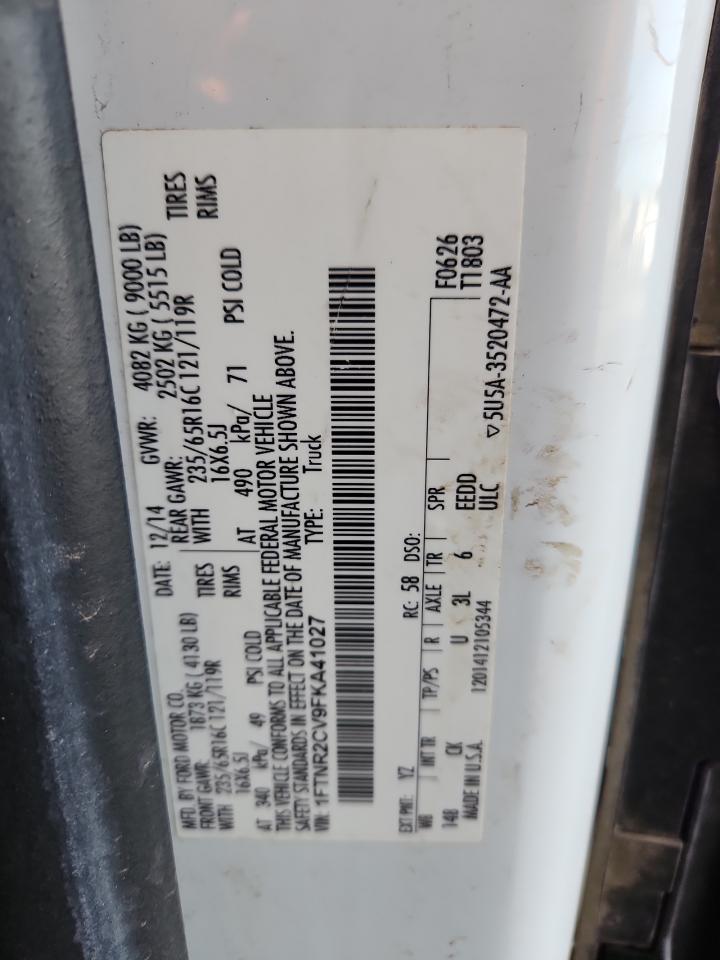 MFD. BY FORD MOTOR CO. DATE: 12/14 GVWR: 4082 KG ( 9000 LB)
FRONT GAWR: 1873 KG ( 4130 LB) REAR GAWR: 2502 KG ( 5515 LB)
WITH 235/65R16C 121/119R TIRES WITH 235/65R16C 121/119R TIRES
16X6.5J RIMS 16X6.5J RIMS
AT 340 kPa/ 49 PSI COLD AT 490 kPa/ 71 PSI COLD
THIS VEHICLE CONFORMS TO ALL APPLICABLE FEDERAL MOTOR VEHICLE
SAFETY STANDARDS IN EFFECT ON THE DATE OF MANUFACTURE SHOWN ABOVE.
VIN: 1FTNR2CV9FKA41027 TYPE: Truck
EXT PNT: YZ RC: 58 DSO: F0626
WB INT TR TP/PS R AXLE TR SPR T1803
148 CK U 3L 6 EEDD
MADE IN U.S.A. 1201412105344 ULC ▽5U5A-3520472-AA